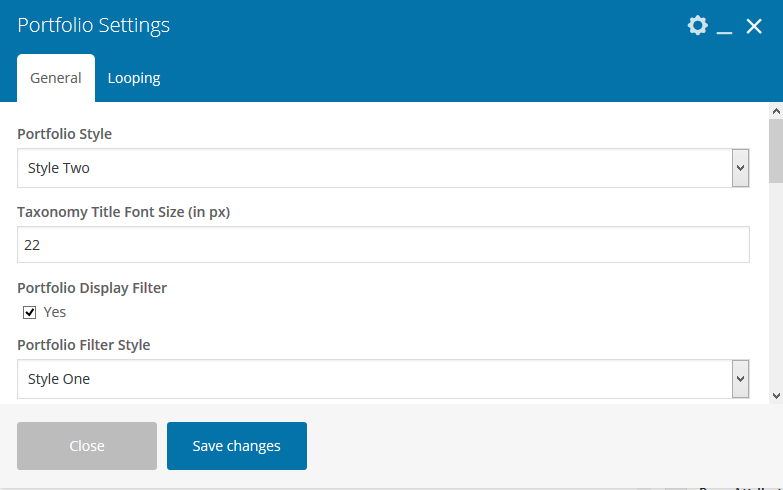 Portfolio Settings
General Looping
Portfolio Style
Style Two
Taxonomy Title Font Size (in px)
22
Portfolio Display Filter
Yes
Portfolio Filter Style
Style One
Close Save changes